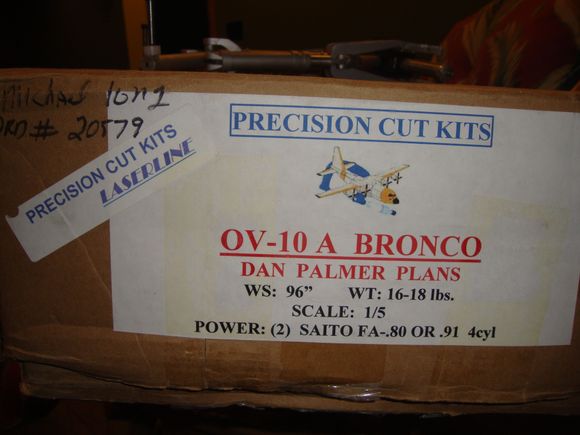 Michael
ORD# 20579
PRECISION CUT KITS
LASERLINE
PRECISION CUT KITS
OV-10 A BRONCO
DAN PALMER PLANS
WS: 96” WT: 16-18 lbs.
SCALE: 1/5
POWER: (2) SAITO FA-.80 OR .91 4cyl